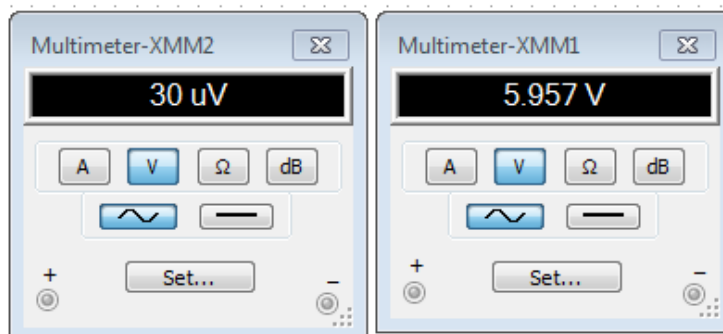 Multimeter-XMM2
30 uV
A V Ω dB
+ Set... −
Multimeter-XMM1
5.957 V
A V Ω dB
+ Set... −